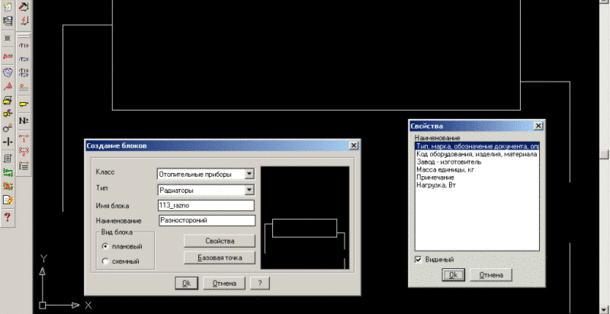 Создание блоков
Класс
Отопительные приборы
Тип
Радиаторы
Имя блока
113_razno
Наименование
Разностороний
Вид блока
плановый
схемный
Свойства
Базовая точка
Ok
Отмена
?
Свойства
Наименование
Тип, марка, обозначение документа, оп
Код оборудования, изделия, материала
Завод - изготовитель
Масса единицы, кг
Примечание
Нагрузка, Вт
Видимый
Ok
Отмена
Y
X
N=
?